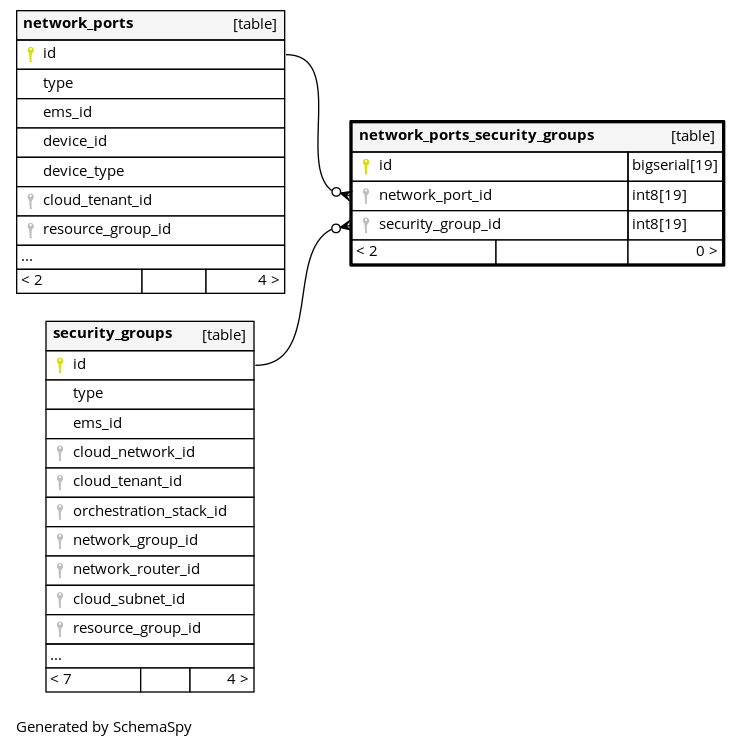 network_ports [table]
id
type
ems_id
device_id
device_type
cloud_tenant_id
resource_group_id
...
< 2 4 >
network_ports_security_groups [table]
id bigserial[19]
network_port_id int8[19]
security_group_id int8[19]
< 2 0 >
security_groups [table]
id
type
ems_id
cloud_network_id
cloud_tenant_id
orchestration_stack_id
network_group_id
network_router_id
cloud_subnet_id
resource_group_id
...
< 7 4 >
Generated by SchemaSpy